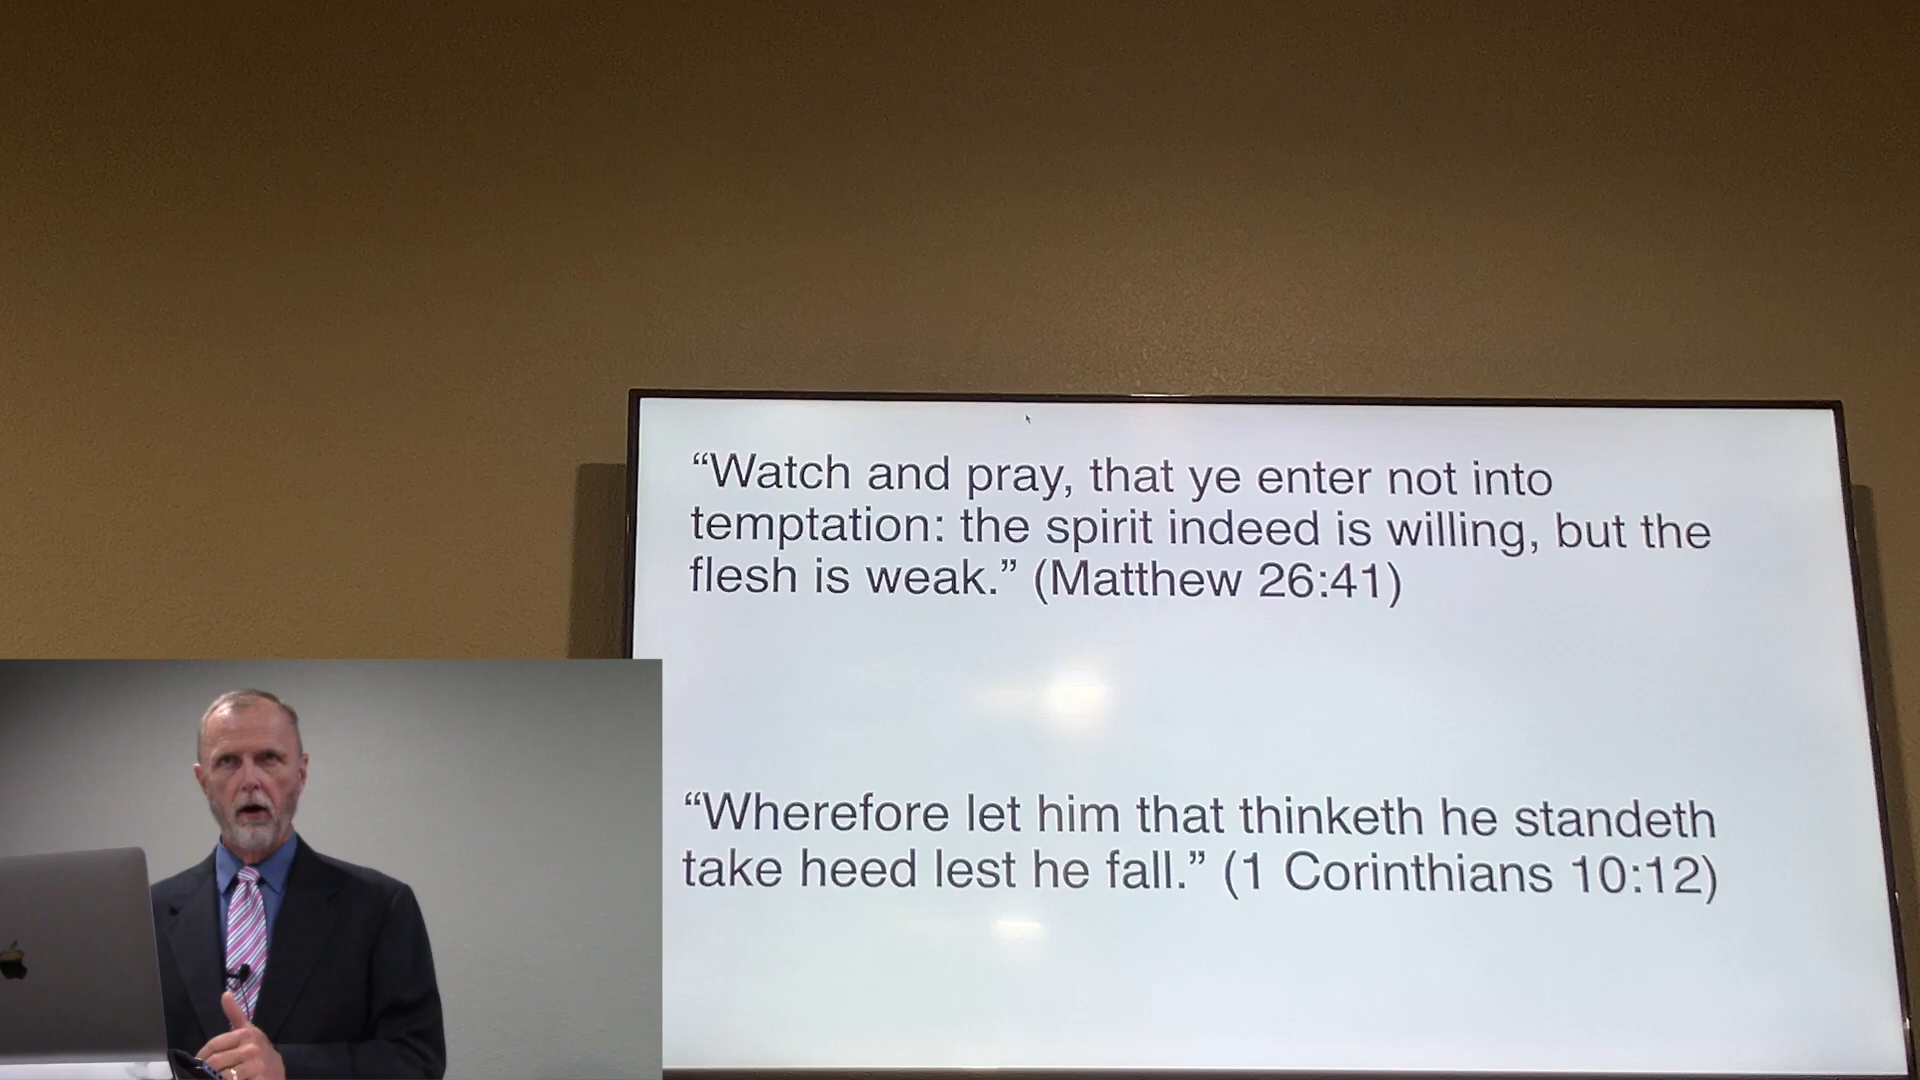 “Watch and pray, that ye enter not into
temptation: the spirit indeed is willing, but the
flesh is weak.” (Matthew 26:41)
“Wherefore let him that thinketh he standeth
take heed lest he fall.” (1 Corinthians 10:12)